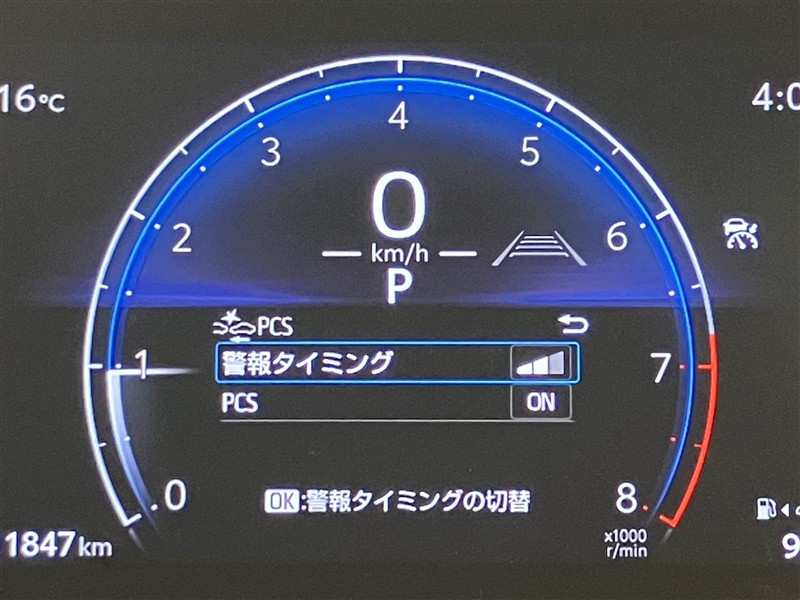 16℃
4:0
4
3
5
0
2
6
km/h
P
PCS
警報タイミング
1
7
PCS
ON
0
8
OK:警報タイミングの切替
1847km
x1000
r/min
9